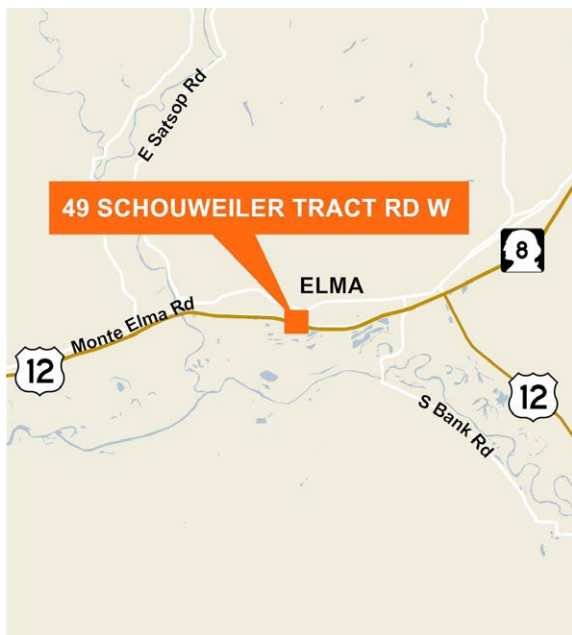 E Satsop Rd
49 SCHOUWEILER TRACT RD W
8
ELMA
Monte Elma Rd
12
12
S Bank Rd